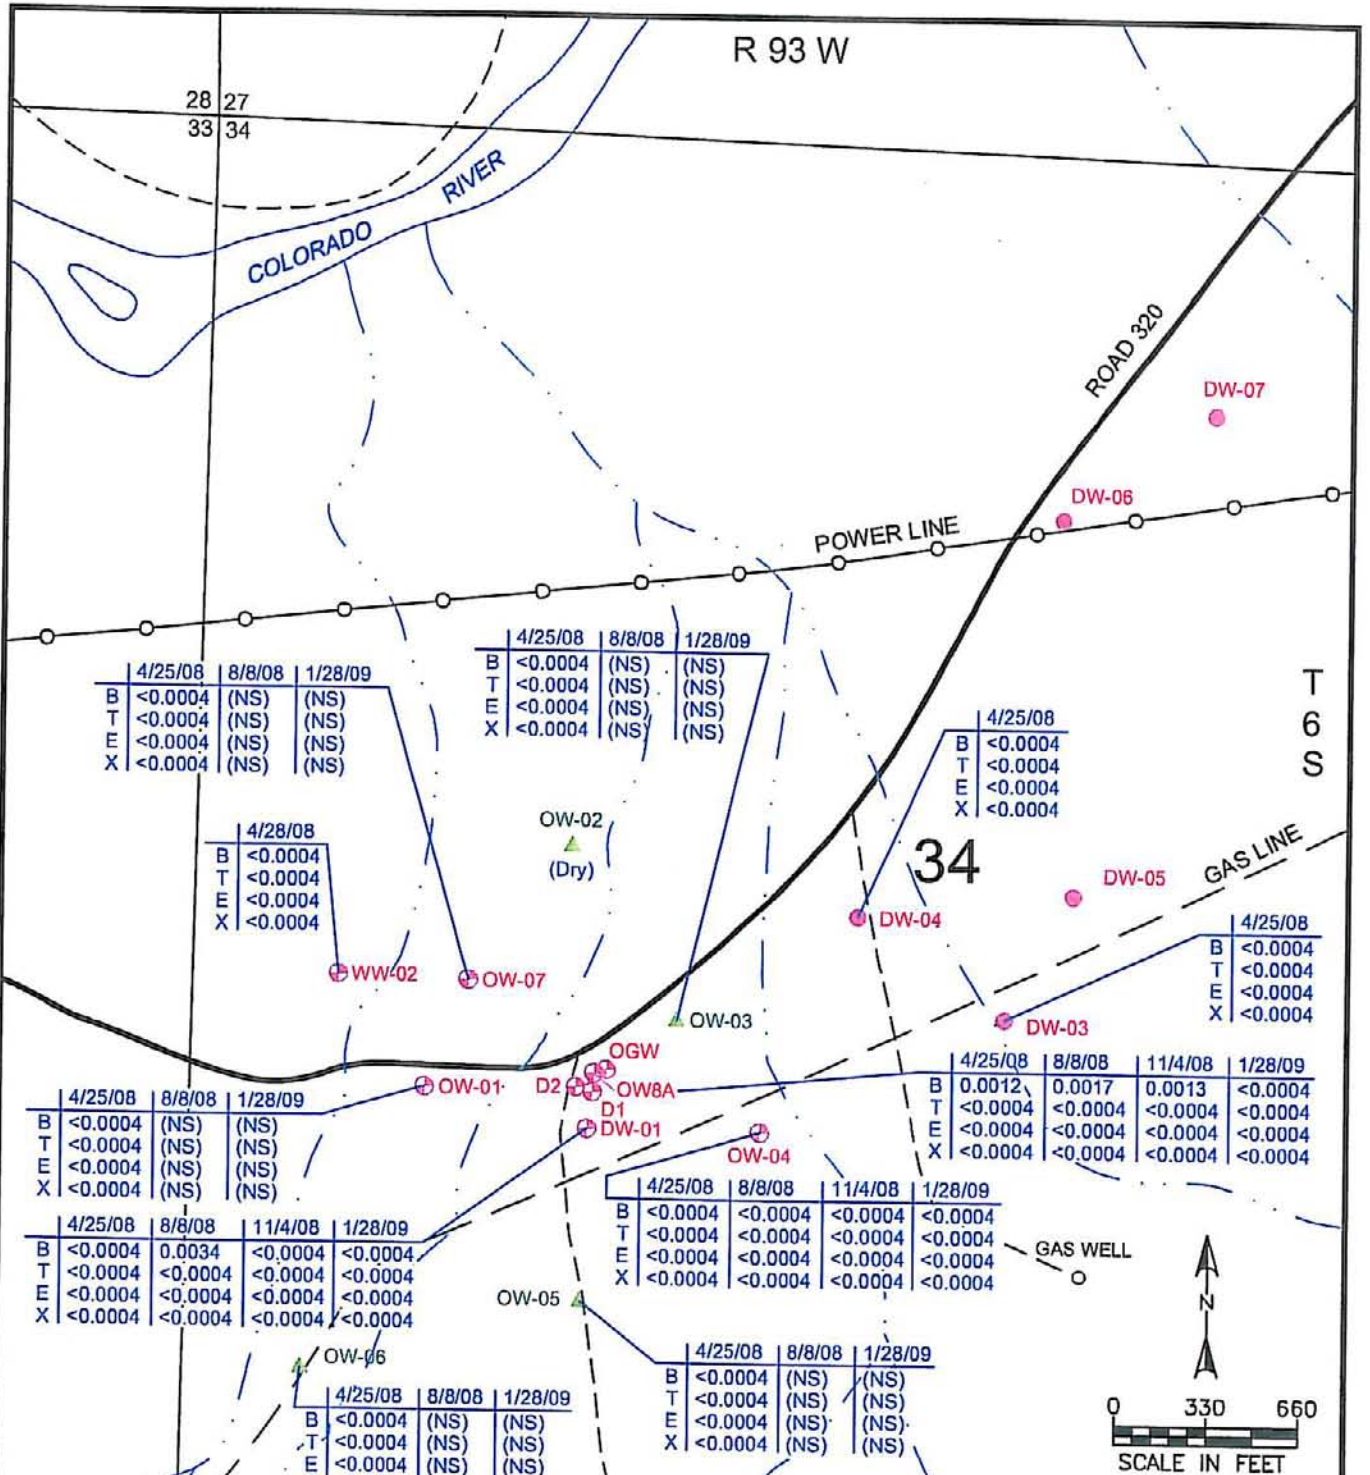 R 93 W
28 27
33 34
COLORADO RIVER
ROAD 320
DW-07
DW-06
POWER LINE
4/25/08 8/8/08 1/28/09
B <0.0004 (NS) (NS)
T <0.0004 (NS) (NS)
E <0.0004 (NS) (NS)
X <0.0004 (NS) (NS)
4/25/08 8/8/08 1/28/09
B <0.0004 (NS) (NS)
T <0.0004 (NS) (NS)
E <0.0004 (NS) (NS)
X <0.0004 (NS) (NS)
T
6
S
4/25/08
B <0.0004
T <0.0004
E <0.0004
X <0.0004
OW-02
(Dry)
4/28/08
B <0.0004
T <0.0004
E <0.0004
X <0.0004
34
GAS LINE
DW-05
DW-04
4/25/08
B <0.0004
T <0.0004
E <0.0004
X <0.0004
WW-02
OW-07
OW-03
DW-03
OGW
D2
OW8A
D1
DW-01
OW-01
OW-04
4/25/08 8/8/08 11/4/08 1/28/09
B 0.0012 0.0017 0.0013 <0.0004
T <0.0004 <0.0004 <0.0004 <0.0004
E <0.0004 <0.0004 <0.0004 <0.0004
X <0.0004 <0.0004 <0.0004 <0.0004
4/25/08 8/8/08 1/28/09
B <0.0004 (NS) (NS)
T <0.0004 (NS) (NS)
E <0.0004 (NS) (NS)
X <0.0004 (NS) (NS)
4/25/08 8/8/08 11/4/08 1/28/09
B <0.0004 <0.0004 <0.0004 <0.0004
T <0.0004 <0.0004 <0.0004 <0.0004
E <0.0004 <0.0004 <0.0004 <0.0004
X <0.0004 <0.0004 <0.0004 <0.0004
4/25/08 8/8/08 11/4/08 1/28/09
B <0.0004 0.0034 <0.0004 <0.0004
T <0.0004 <0.0004 <0.0004 <0.0004
E <0.0004 <0.0004 <0.0004 <0.0004
X <0.0004 <0.0004 <0.0004 <0.0004
GAS WELL
N
OW-05
OW-06
4/25/08 8/8/08 1/28/09
B <0.0004 (NS) (NS)
T <0.0004 (NS) (NS)
E <0.0004 (NS) (NS)
X <0.0004 (NS) (NS)
4/25/08 8/8/08 1/28/09
B <0.0004 (NS) (NS)
T <0.0004 (NS) (NS)
E <0.0004 (NS) (NS)
0 330 660
SCALE IN FEET